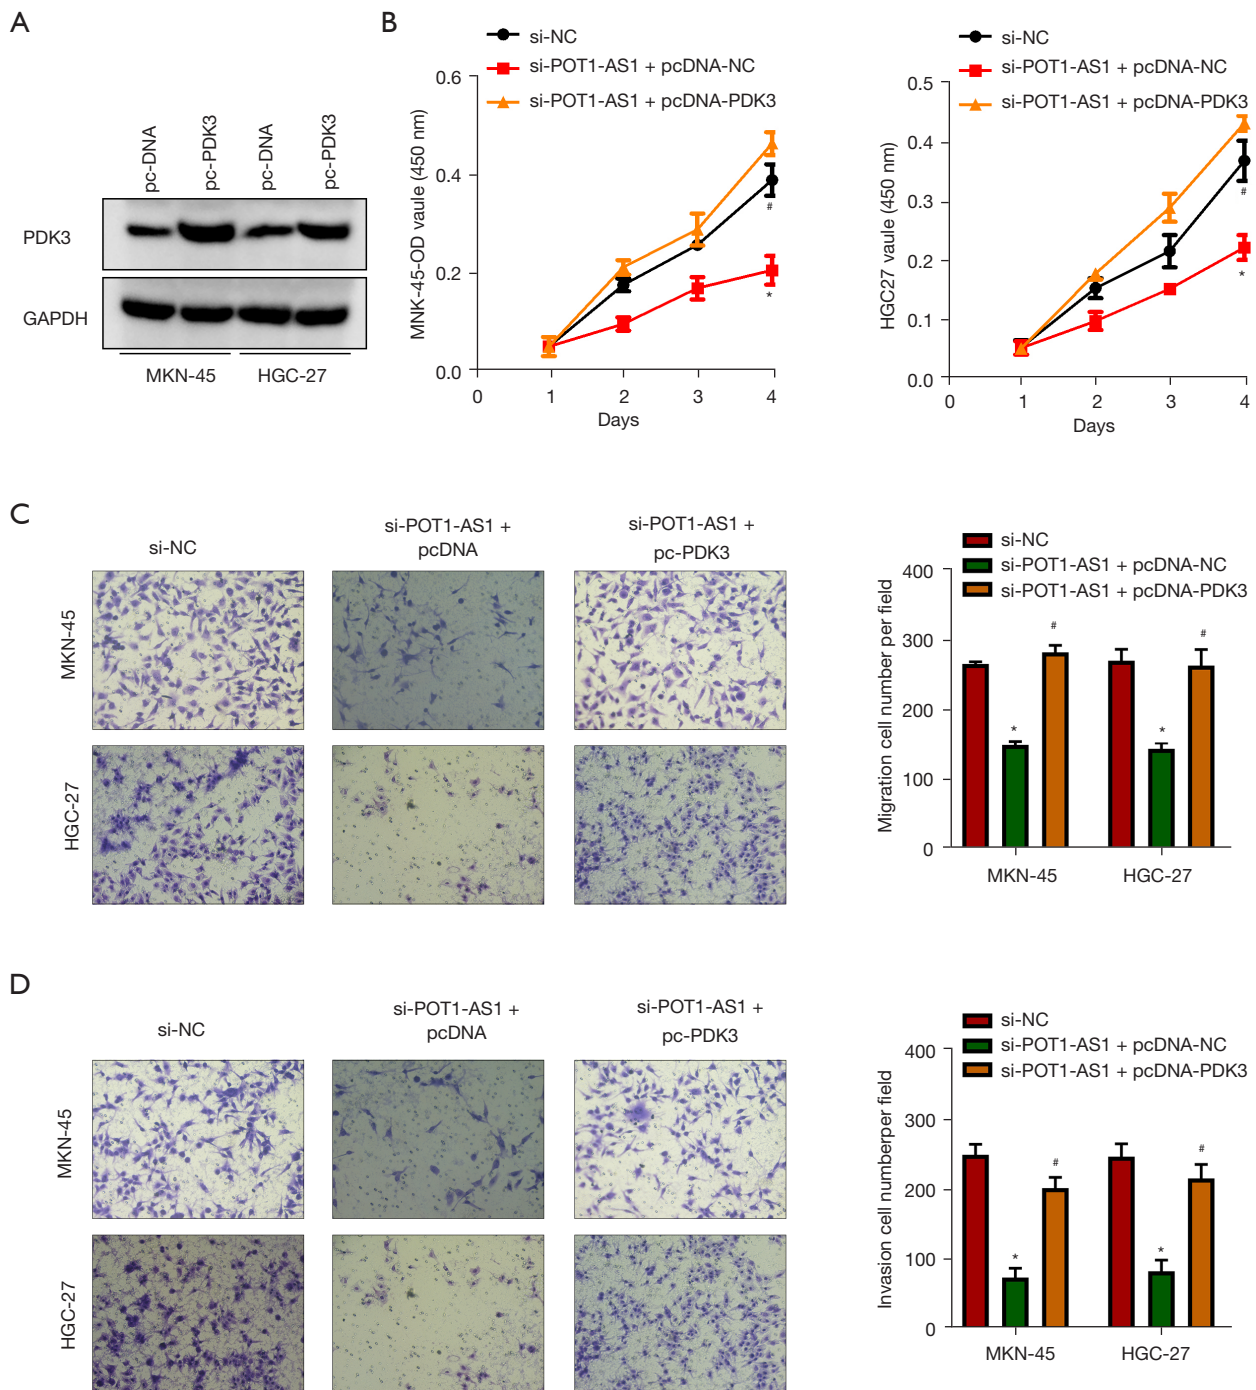 A
pc-DNA
pc-PDK3
pc-DNA
pc-PDK3
PDK3
GAPDH
MKN-45
HGC-27
B
si-NC
si-POT1-AS1 + pcDNA-NC
si-POT1-AS1 + pcDNA-PDK3
MNK-45-OD vaule (450 nm)
0.6
0.4
0.2
0.0
0 1 2 3 4
Days
#
*
si-NC
si-POT1-AS1 + pcDNA-NC
si-POT1-AS1 + pcDNA-PDK3
HGC27 vaule (450 nm)
0.5
0.4
0.3
0.2
0.1
0.0
0 1 2 3 4
Days
#
*
C
si-NC
si-POT1-AS1 +
pcDNA
si-POT1-AS1 +
pc-PDK3
MKN-45
HGC-27
si-NC
si-POT1-AS1 + pcDNA-NC
si-POT1-AS1 + pcDNA-PDK3
Migration cell number per field
400
300
200
100
0
* # * #
MKN-45 HGC-27
D
si-NC
si-POT1-AS1 +
pcDNA
si-POT1-AS1 +
pc-PDK3
MKN-45
HGC-27
si-NC
si-POT1-AS1 + pcDNA-NC
si-POT1-AS1 + pcDNA-PDK3
Invasion cell numberper field
400
300
200
100
0
* # * #
MKN-45 HGC-27